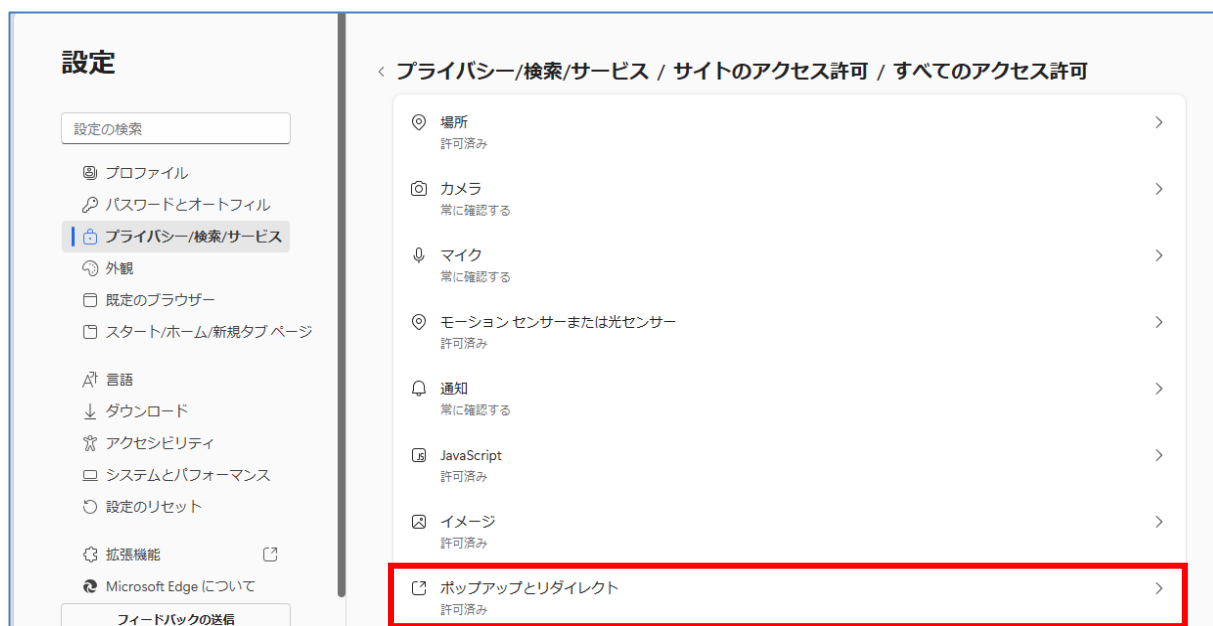 設定
設定の検索
プロファイル
パスワードとオートフィル
プライバシー/検索/サービス
外観
既定のブラウザー
スタート/ホーム/新規タブ ページ
言語
ダウンロード
アクセシビリティ
システムとパフォーマンス
設定のリセット
拡張機能
Microsoft Edge について
フィードバックの送信
プライバシー/検索/サービス / サイトのアクセス許可 / すべてのアクセス許可
場所
許可済み
カメラ
常に確認する
マイク
常に確認する
モーション センサーまたは光センサー
許可済み
通知
常に確認する
JavaScript
許可済み
イメージ
許可済み
ポップアップとリダイレクト
許可済み